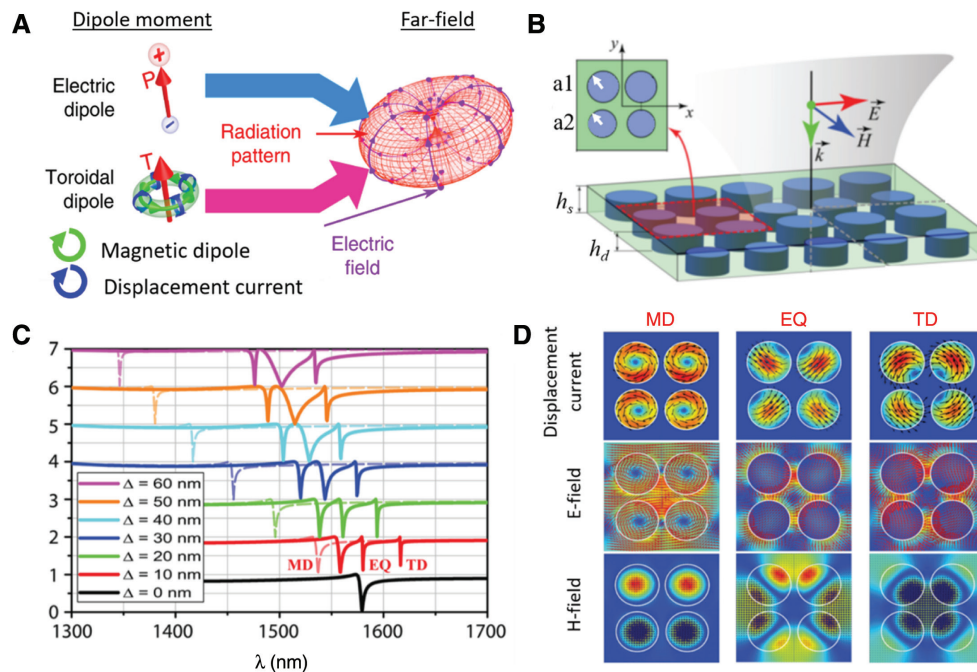 A
Dipole moment
Far-field
Electric
dipole
P
Toroidal
dipole
T
Radiation
pattern
Electric
field
Magnetic dipole
Displacement current
B
y
x
a1
a2
E
H
k
hs
hd
C
7
6
5
4
3
2
1
0
Δ = 60 nm
Δ = 50 nm
Δ = 40 nm
Δ = 30 nm
Δ = 20 nm
Δ = 10 nm
Δ = 0 nm
MD EQ TD
1300 1400 1500 1600 1700
λ (nm)
D
MD EQ TD
Displacement
current
E-field
H-field